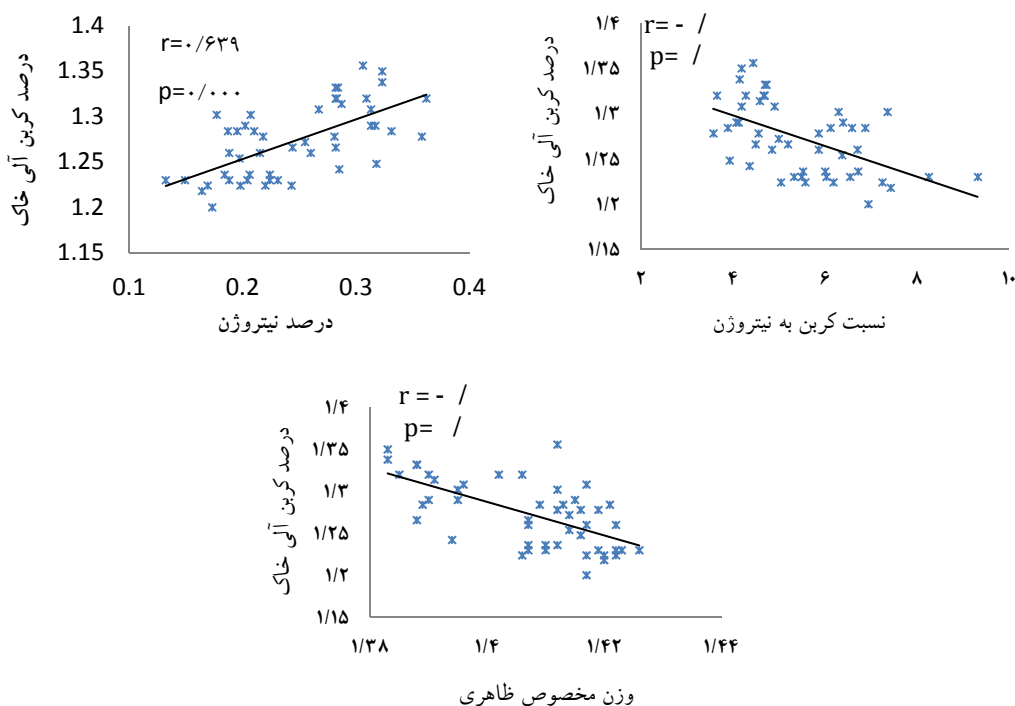 1.4
1.35
1.3
1.25
1.2
1.15
0.1
0.2
0.3
0.4
r=۰/۶۳۹
p=۰/۰۰۰
درصد کربن آلی خاک
درصد نیتروژن
۱/۴
۱/۳۵
۱/۳
۱/۲۵
۱/۲
۱/۱۵
۲
۴
۶
۸
۱۰
r= - /
p= /
درصد کربن آلی خاک
نسبت کربن به نیتروژن
۱/۴
۱/۳۵
۱/۳
۱/۲۵
۱/۲
۱/۱۵
۱/۳۸
۱/۴
۱/۴۲
۱/۴۴
r = - /
p= /
درصد کربن آلی خاک
وزن مخصوص ظاهری